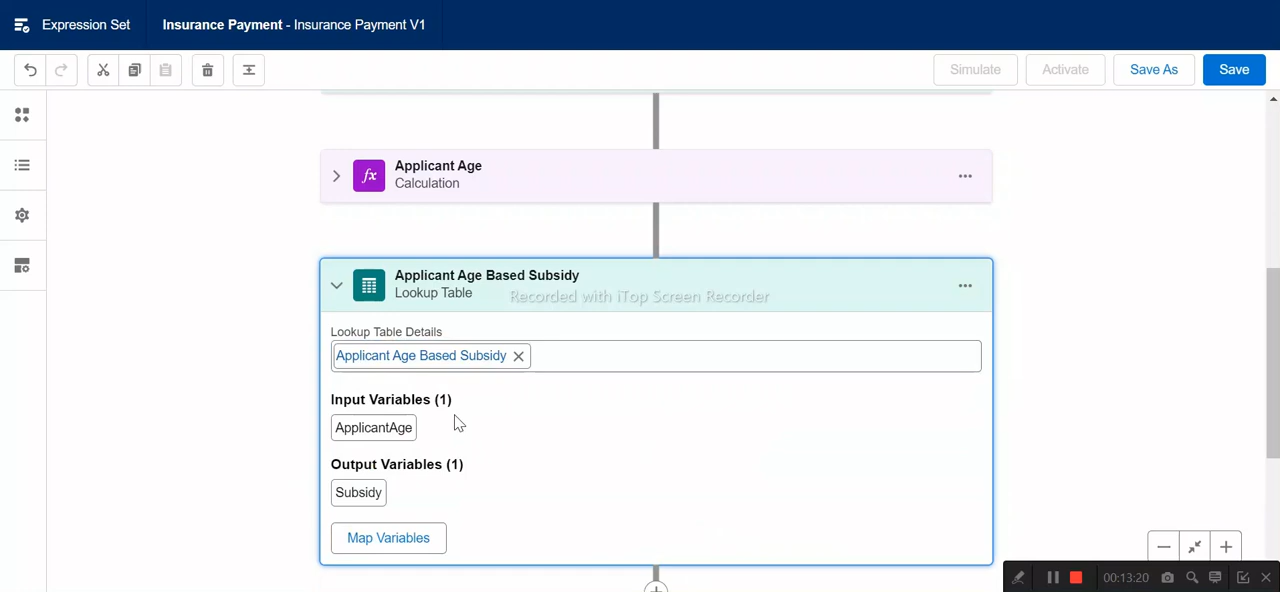 Expression Set
Insurance Payment - Insurance Payment V1
Simulate
Activate
Save As
Save
Applicant Age
Calculation
Applicant Age Based Subsidy
Lookup Table
Recorded with iTop Screen Recorder
Lookup Table Details
Applicant Age Based Subsidy
Input Variables (1)
ApplicantAge
Output Variables (1)
Subsidy
Map Variables
00:13:20